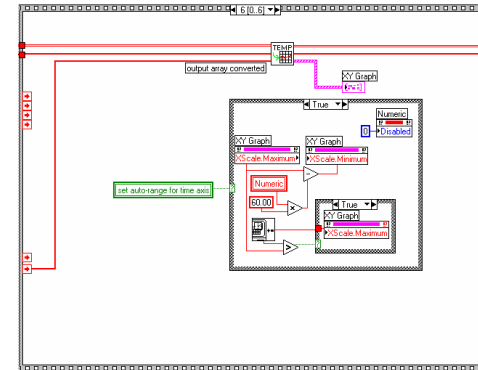 6 [0..6]
TEMP
output array converted
XY Graph
True
Numeric
0
Disabled
XY Graph
XY Graph
XScale.Maximum
XScale.Minimum
Numeric
set auto-range for time axis
60.00
True
XY Graph
XScale.Maximum